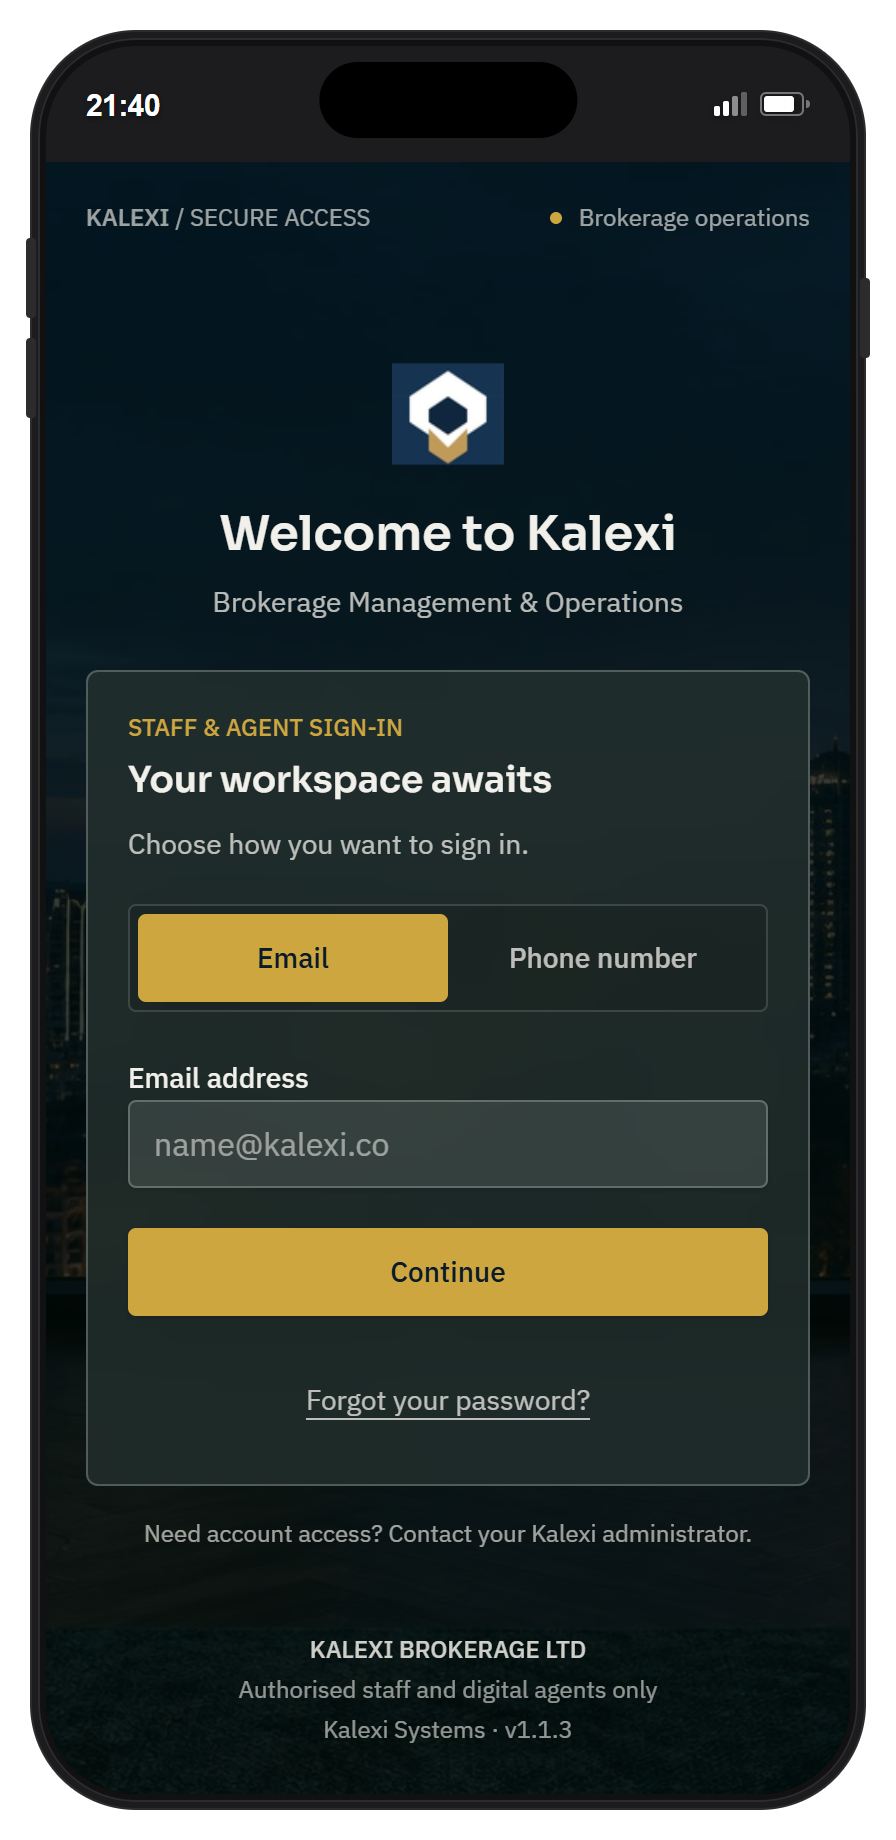 21:40
KALEXI / SECURE ACCESS
Brokerage operations
Welcome to Kalexi
Brokerage Management & Operations
STAFF & AGENT SIGN-IN
Your workspace awaits
Choose how you want to sign in.
Email
Phone number
Email address
name@kalexi.co
Continue
Forgot your password?
Need account access? Contact your Kalexi administrator.
KALEXI BROKERAGE LTD
Authorised staff and digital agents only
Kalexi Systems · v1.1.3